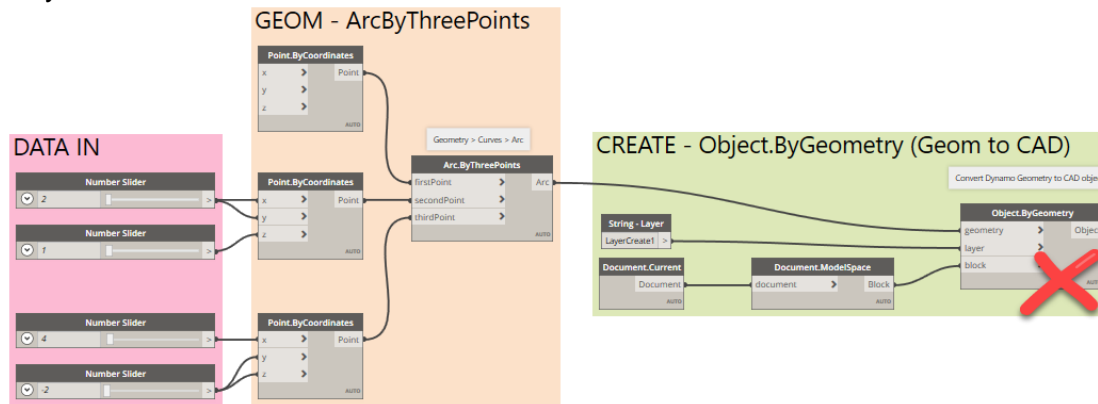 GEOM - ArcByThreePoints
Point.ByCoordinates
x > Point
y >
z >
AUTO
DATA IN
Number Slider
2 >
Number Slider
1 >
Number Slider
4 >
Number Slider
-2 >
Point.ByCoordinates
x > Point
y >
z >
AUTO
Point.ByCoordinates
x > Point
y >
z >
AUTO
Geometry > Curves > Arc
Arc.ByThreePoints
firstPoint > Arc
secondPoint >
thirdPoint >
AUTO
CREATE - Object.ByGeometry (Geom to CAD)
Convert Dynamo Geometry to CAD objec
String - Layer
LayerCreate1 >
Document.Current
Document
AUTO
Document.ModelSpace
document > Block
AUTO
Object.ByGeometry
geometry > Objec
layer >
block